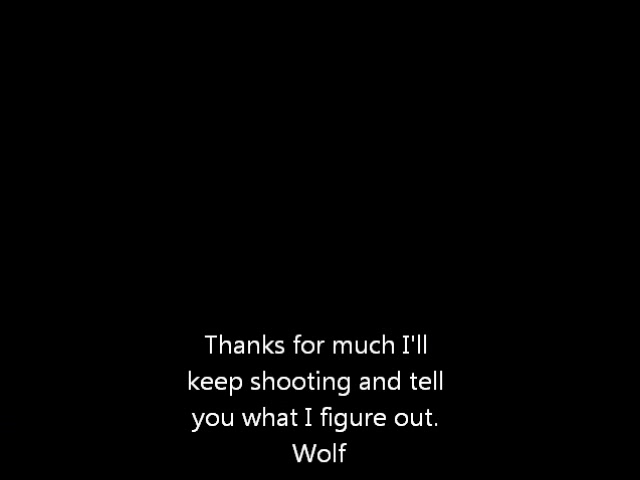 Thanks for much I'll
keep shooting and tell
you what I figure out.
Wolf